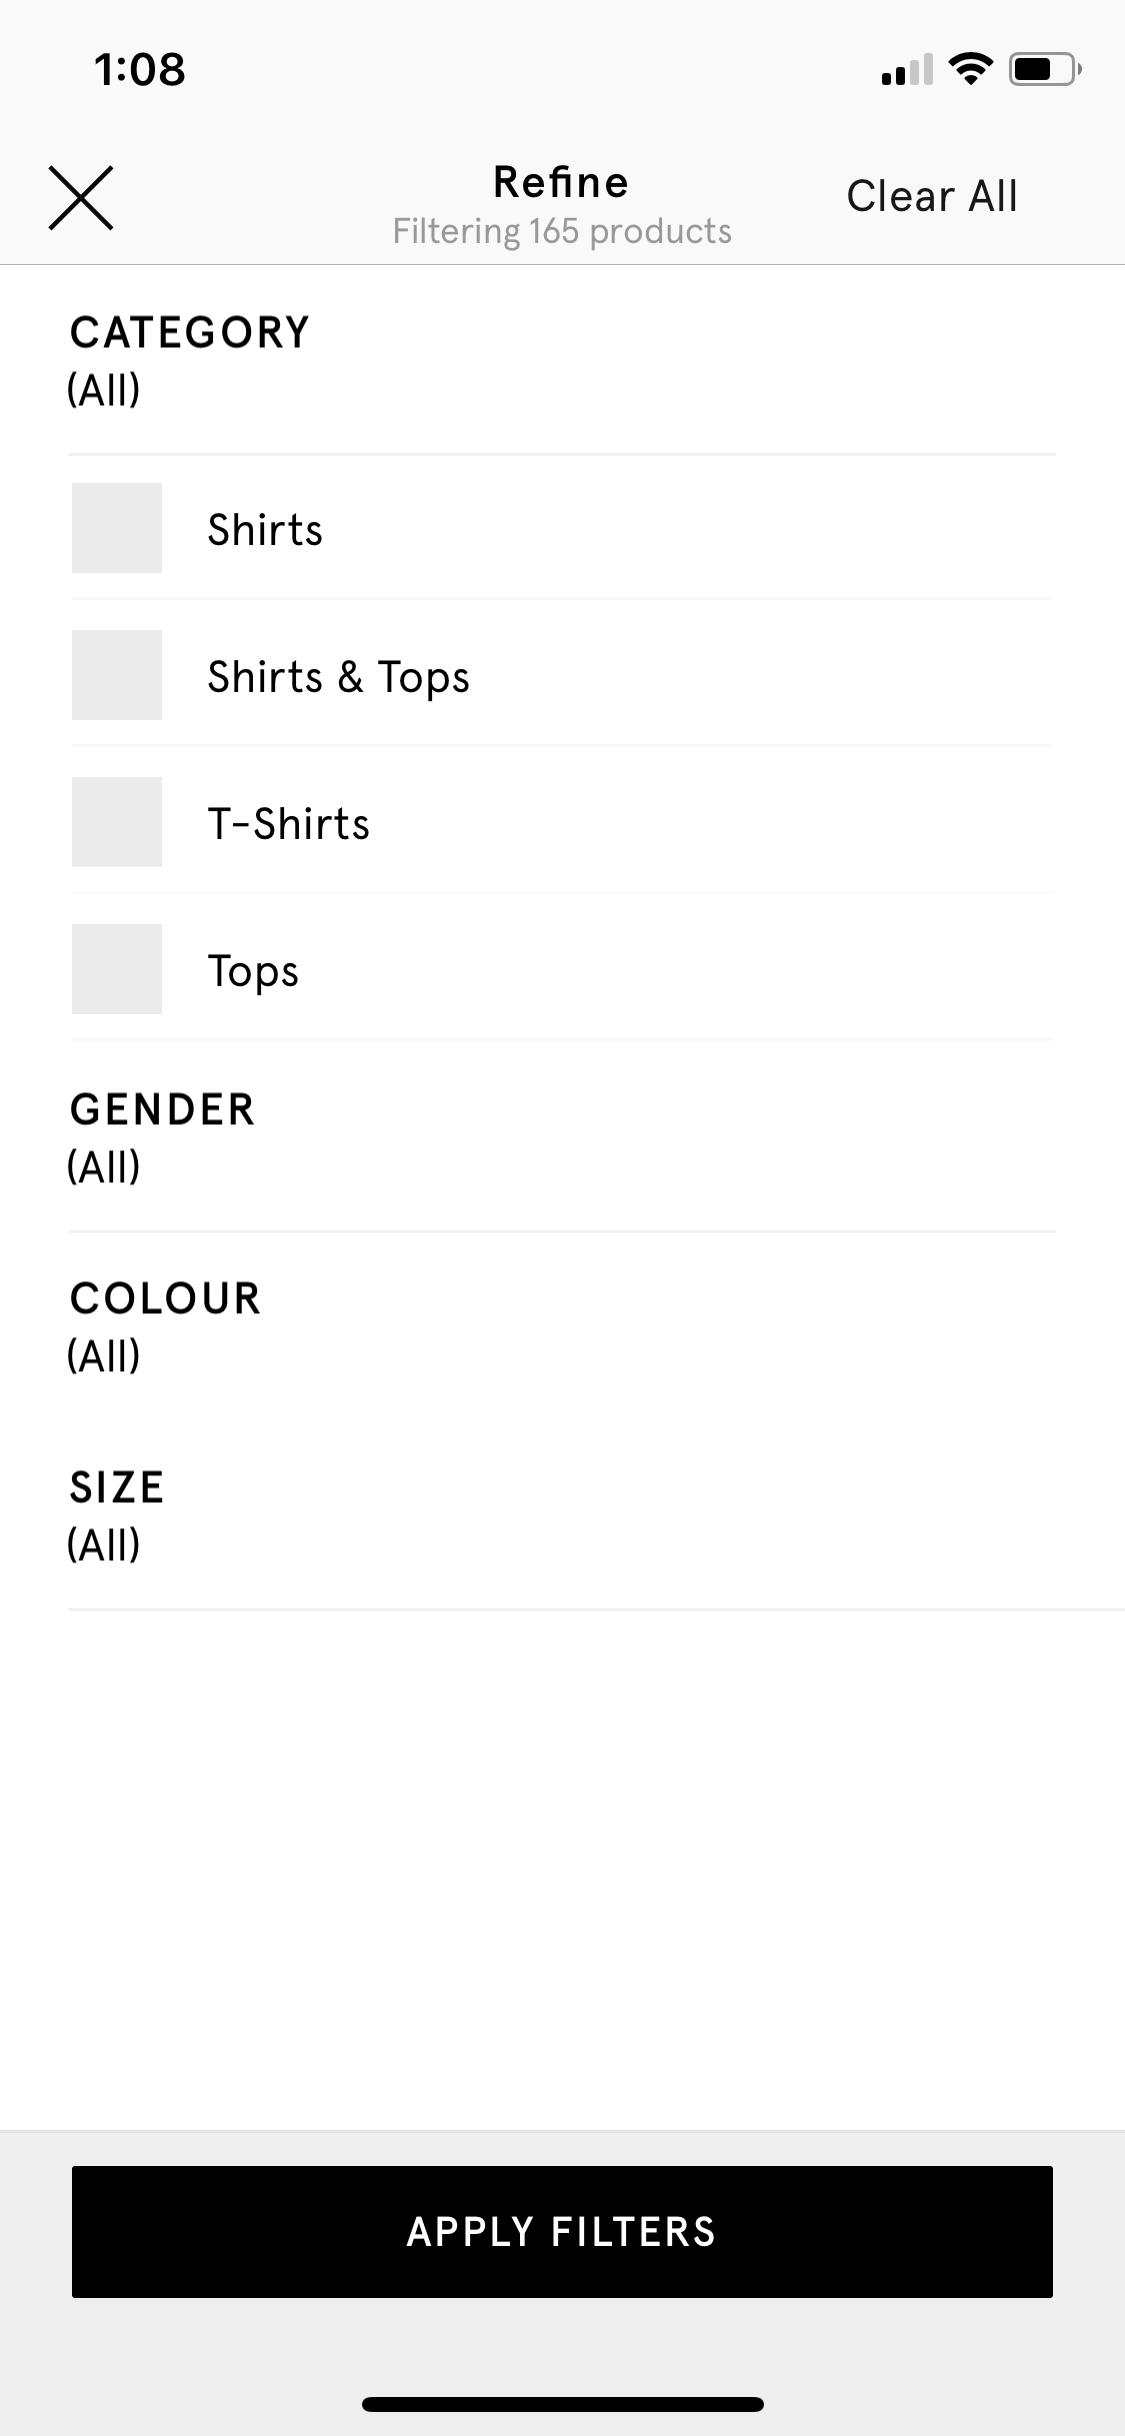 1:08
Refine
Filtering 165 products
Clear All
CATEGORY
(All)
Shirts
Shirts & Tops
T-Shirts
Tops
GENDER
(All)
COLOUR
(All)
SIZE
(All)
APPLY FILTERS